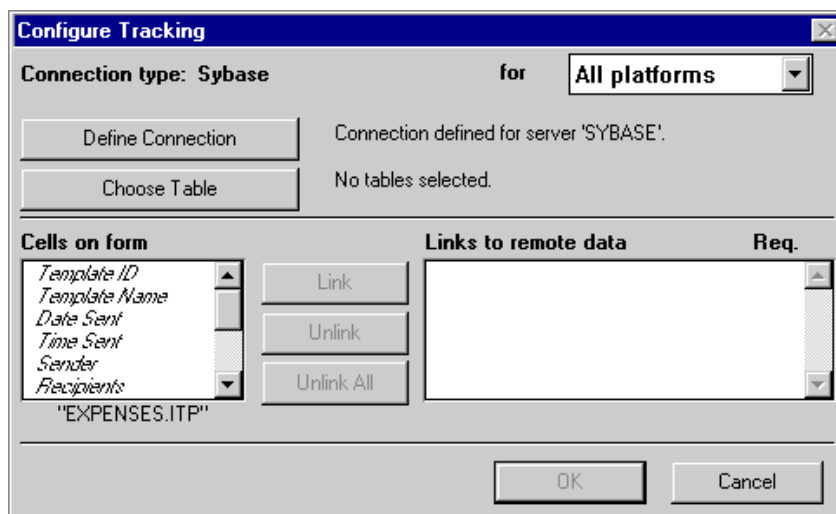 Configure Tracking
Connection type: Sybase for All platforms
Define Connection Connection defined for server 'SYBASE'.
Choose Table No tables selected.
Cells on form Links to remote data Req.
Template ID
Template Name
Date Sent
Time Sent
Sender
Recipients
Link
Unlink
Unlink All
"EXPENSES.ITP"
OK Cancel